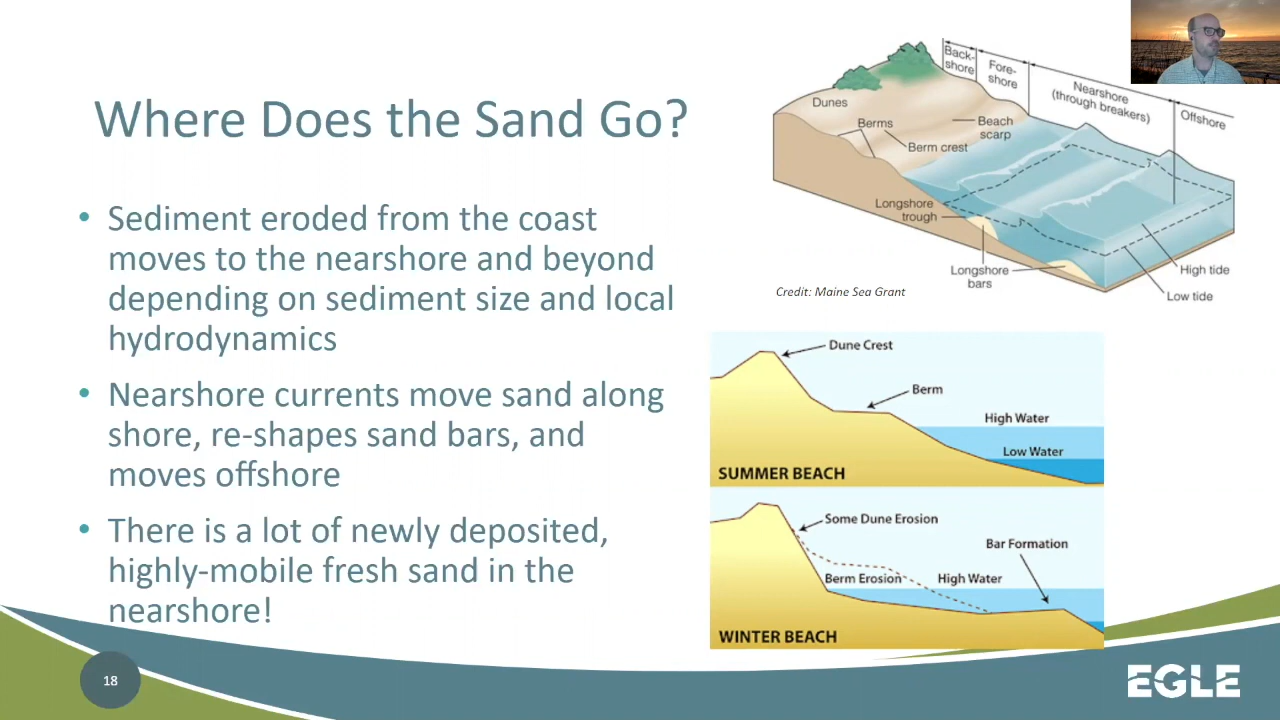 Where Does the Sand Go?
• Sediment eroded from the coast
moves to the nearshore and beyond
depending on sediment size and local
hydrodynamics
• Nearshore currents move sand along
shore, re-shapes sand bars, and
moves offshore
• There is a lot of newly deposited,
highly-mobile fresh sand in the
nearshore!
18
Back-
shore
Fore-
shore
Nearshore
(through breakers)
Offshore
Dunes
Berms
Beach
scarp
Berm crest
Longshore
trough
Longshore
bars
High tide
Low tide
Credit: Maine Sea Grant
Dune Crest
Berm
High Water
Low Water
SUMMER BEACH
Some Dune Erosion
Bar Formation
Berm Erosion
High Water
WINTER BEACH
EGLE